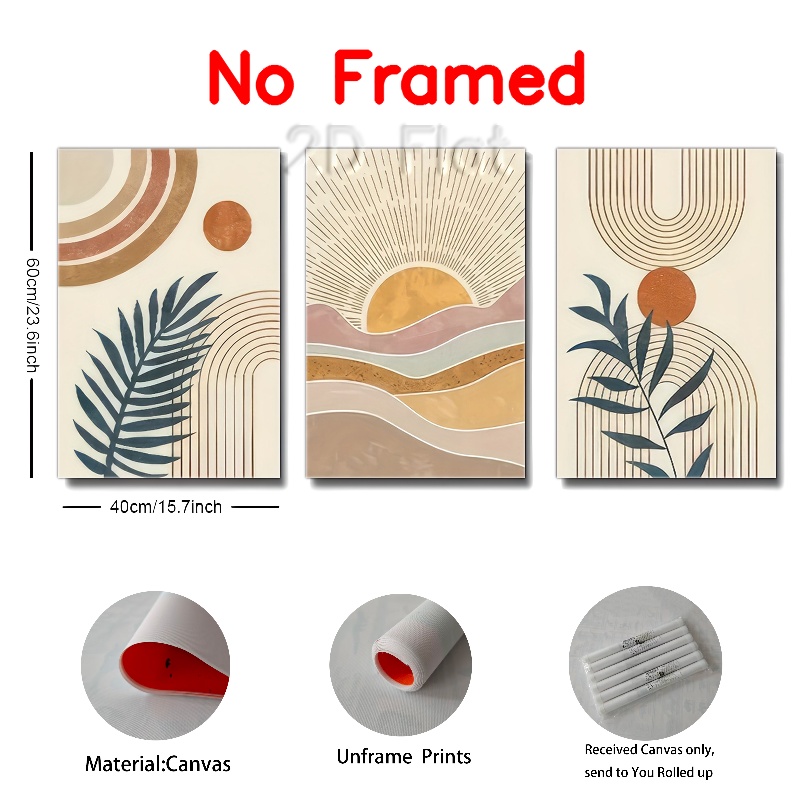 No Framed
2D Flat
60cm/23.6inch
40cm/15.7inch
Material:Canvas
Unframe Prints
Received Canvas only,
send to You Rolled up